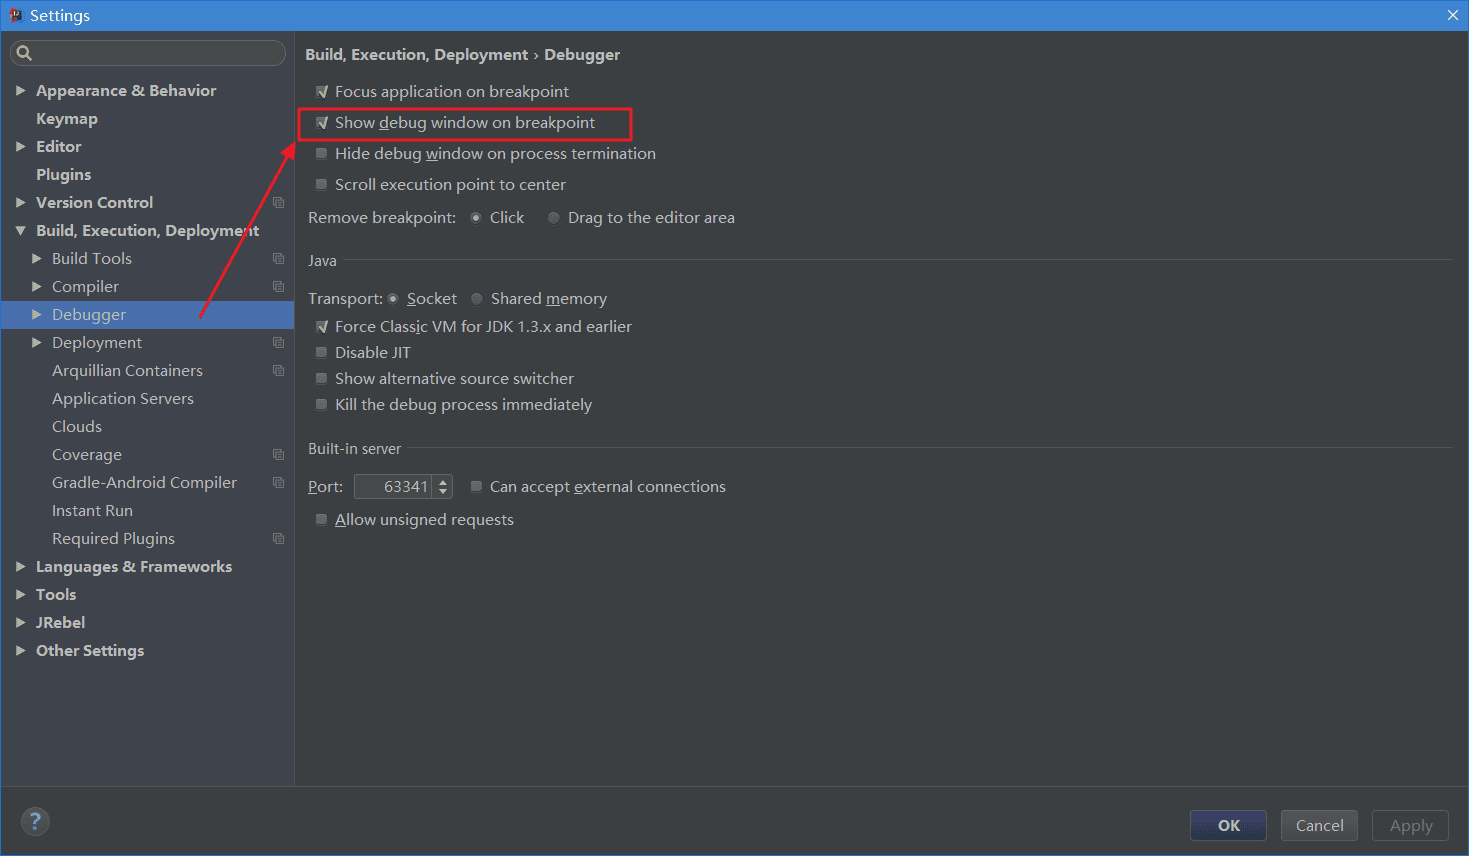 Settings
Build, Execution, Deployment › Debugger
Appearance & Behavior
Keymap
Editor
Plugins
Version Control
Build, Execution, Deployment
Build Tools
Compiler
Debugger
Deployment
Arquillian Containers
Application Servers
Clouds
Coverage
Gradle-Android Compiler
Instant Run
Required Plugins
Languages & Frameworks
Tools
JRebel
Other Settings
Focus application on breakpoint
Show debug window on breakpoint
Hide debug window on process termination
Scroll execution point to center
Remove breakpoint: Click Drag to the editor area
Java
Transport: Socket Shared memory
Force Classic VM for JDK 1.3.x and earlier
Disable JIT
Show alternative source switcher
Kill the debug process immediately
Built-in server
Port: 63341 Can accept external connections
Allow unsigned requests
?
OK Cancel Apply